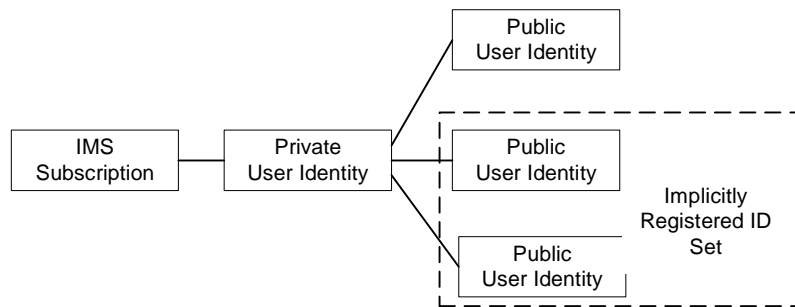 Public
User Identity
IMS
Subscription
Private
User Identity
Public
User Identity
Implicitly
Registered ID
Set
Public
User Identity